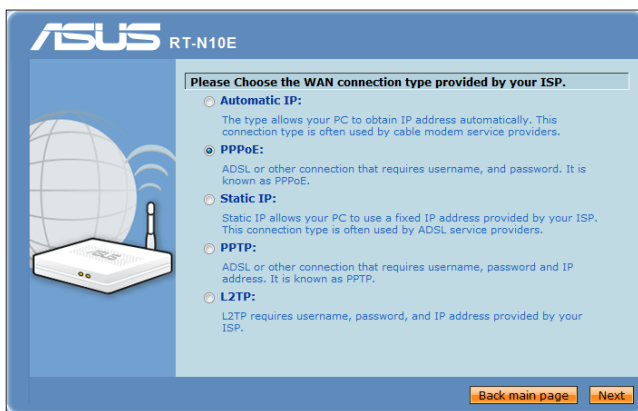 ASUS RT-N10E
Please Choose the WAN connection type provided by your ISP.
Automatic IP:
The type allows your PC to obtain IP address automatically. This
connection type is often used by cable modem service providers.
PPPoE:
ADSL or other connection that requires username, and password. It is
known as PPPoE.
Static IP:
Static IP allows your PC to use a fixed IP address provided by your ISP.
This connection type is often used by ADSL service providers.
PPTP:
ADSL or other connection that requires username, password and IP
address. It is known as PPTP.
L2TP:
L2TP requires username, password, and IP address provided by your
ISP.
ASUS
Back main page Next